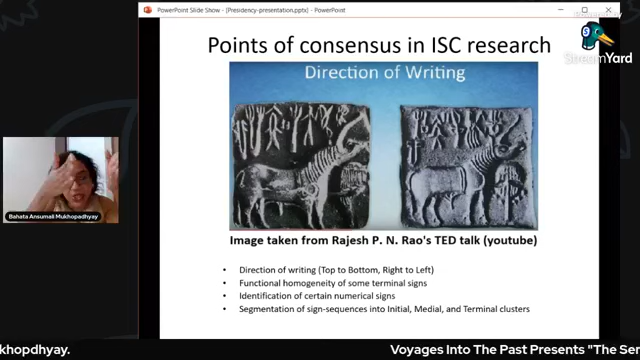 PowerPoint Slide Show - [Presidency-presentation.pptx] - PowerPoint
StreamYard
Points of consensus in ISC research
Direction of Writing
Bahata Ansumali Mukhopadhyay
Image taken from Rajesh P. N. Rao's TED talk (youtube)
• Direction of writing (Top to Bottom, Right to Left)
• Functional homogeneity of some terminal signs
• Identification of certain numerical signs
• Segmentation of sign-sequences into Initial, Medial, and Terminal clusters
khopdhyay.
Voyages Into The Past Presents "The Ser